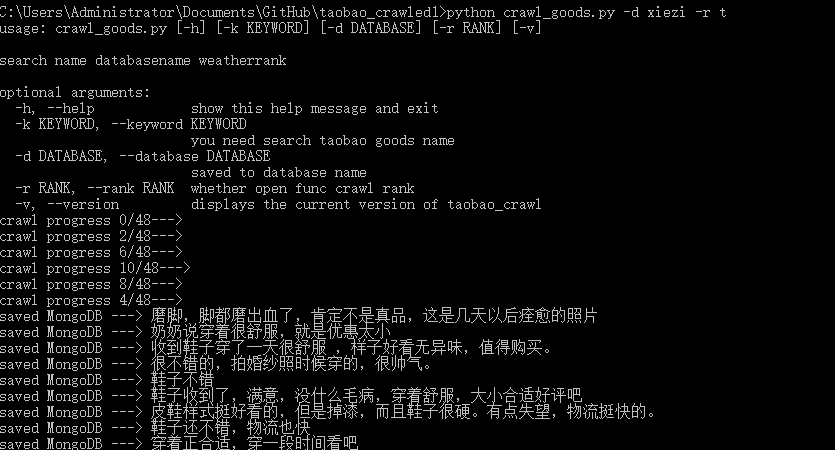 C:\Users\Administrator\Documents\GitHub\taobao_crawled1>python crawl_goods.py -d xiezi -r t
usage: crawl_goods.py [-h] [-k KEYWORD] [-d DATABASE] [-r RANK] [-v]
search name databasename weatherrank
optional arguments:
-h, --help show this help message and exit
-k KEYWORD, --keyword KEYWORD
you need search taobao goods name
-d DATABASE, --database DATABASE
saved to database name
-r RANK, --rank RANK whether open func crawl rank
-v, --version displays the current version of taobao_crawl
crawl progress 0/48--->
crawl progress 2/48--->
crawl progress 6/48--->
crawl progress 10/48--->
crawl progress 8/48--->
crawl progress 4/48--->
saved MongoDB ---> 磨脚，脚都磨出血了，肯定不是真品，这是几天以后痊愈的照片
saved MongoDB ---> 奶奶说穿着很舒服，就是优惠太小
saved MongoDB ---> 收到鞋子穿了一天很舒服 ，样子好看无异味，值得购买。
saved MongoDB ---> 很不错的，拍婚纱照时候穿的，很帅气。
saved MongoDB ---> 鞋子不错
saved MongoDB ---> 鞋子收到了，满意，没什么毛病，穿着舒服，大小合适好评吧
saved MongoDB ---> 皮鞋样式挺好看的，但是掉漆，而且鞋子很硬。有点失望，物流挺快的。
saved MongoDB ---> 鞋子还不错，物流也快
saved MongoDB ---> 穿着正合适，穿一段时间看吧